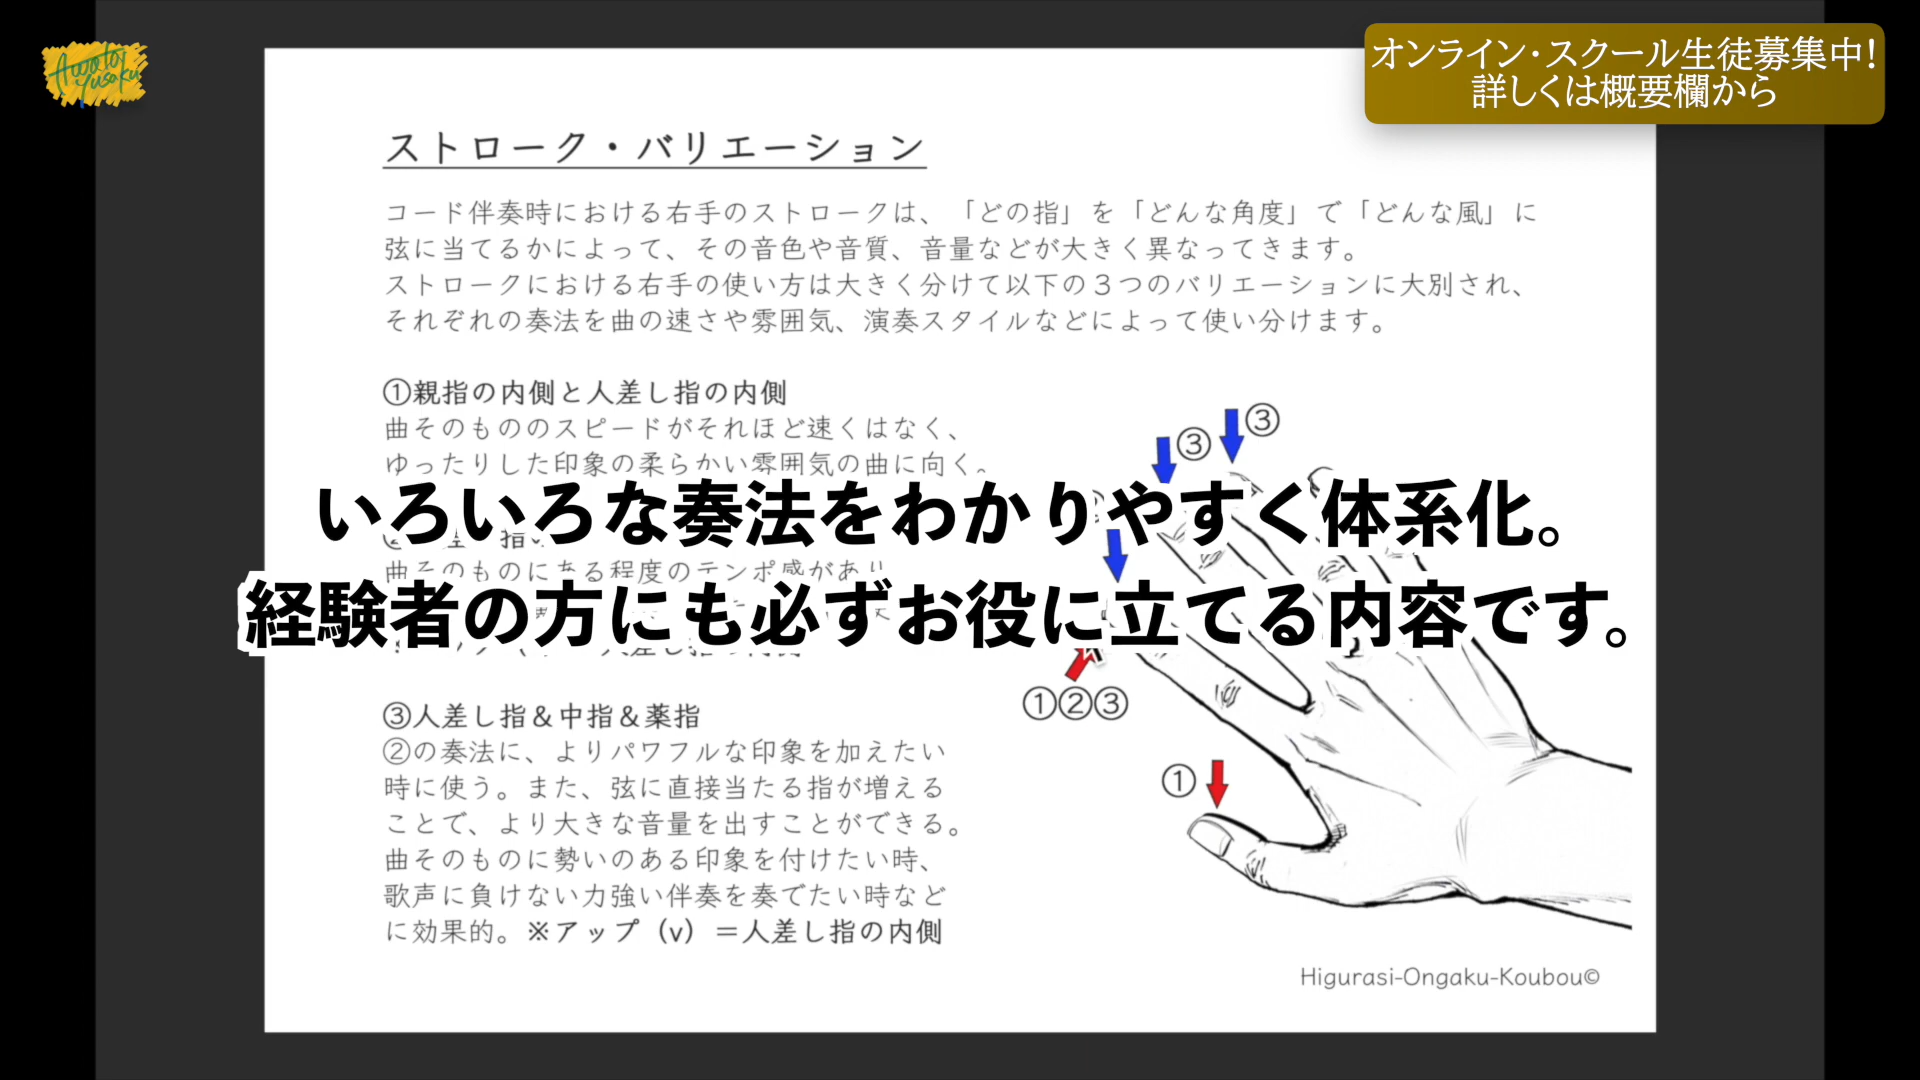 Awatoy
Yusaku
オンライン・スクール生徒募集中！
詳しくは概要欄から
ストローク・バリエーション
コード伴奏時における右手のストロークは、「どの指」を「どんな角度」で「どんな風」に
弦に当てるかによって、その音色や音質、音量などが大きく異なってきます。
ストロークにおける右手の使い方は大きく分けて以下の３つのバリエーションに大別され、
それぞれの奏法を曲の速さや雰囲気、演奏スタイルなどによって使い分けます。
①親指の内側と人差し指の内側
曲そのもののスピードがそれほど速くはなく、
ゆったりした印象の柔らかい雰囲気の曲に向く。
いろいろな奏法をわかりやすく体系化。
曲そのものにある程度のテンポ感があり
経験者の方にも必ずお役に立てる内容です。
③人差し指＆中指＆薬指
②の奏法に、よりパワフルな印象を加えたい
時に使う。また、弦に直接当たる指が増える
ことで、より大きな音量を出すことができる。
曲そのものに勢いのある印象を付けたい時、
歌声に負けない力強い伴奏を奏でたい時など
に効果的。※アップ（v）＝人差し指の内側
③
③
①②③
①
Higurasi-Ongaku-Koubou©